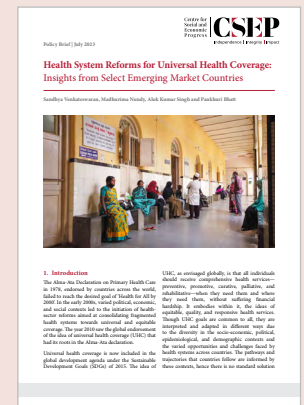 Centre for
Social and
Economic
Progress
CSEP
Independence | Integrity | Impact
Policy Brief | July 2023
Health System Reforms for Universal Health Coverage:
Insights from Select Emerging Market Countries
Sandhya Venkateswaran, Madhurima Nundy, Alok Kumar Singh and Pankhuri Bhatt
1. Introduction
The Alma-Ata Declaration on Primary Health Care
in 1978, endorsed by countries across the world,
failed to reach the desired goal of 'Health for All by
2000'. In the early 2000s, varied political, economic,
and social contexts led to the initiation of health-
sector reforms aimed at consolidating fragmented
health systems towards universal and equitable
coverage. The year 2010 saw the global endorsement
of the idea of universal health coverage (UHC) that
had its roots in the Alma-Ata declaration.
Universal health coverage is now included in the
global development agenda under the Sustainable
Development Goals (SDGs) of 2015. The idea of
UHC, as envisaged globally, is that all individuals
should receive comprehensive health services—
preventive, promotive, curative, palliative, and
rehabilitative—when they need them and where
they need them, without suffering financial
hardship. It embodies within it, the ideas of
equitable, quality, and responsive health services.
Though UHC goals are common to all, they are
interpreted and adapted in different ways due
to the diversity in the socio-economic, political,
epidemiological, and demographic contexts and
the varied opportunities and challenges faced by
health systems across countries. The pathways and
trajectories that countries follow are informed by
these contexts, hence there is no standard solution